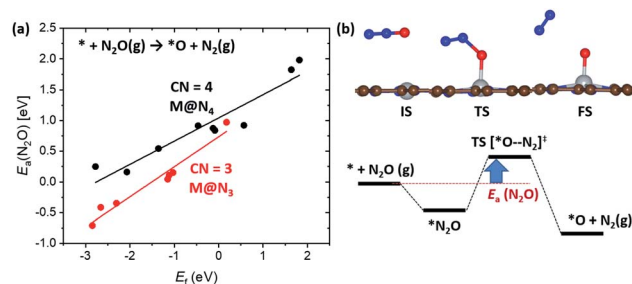 (a)
* + N₂O(g) → *O + N₂(g)
CN = 4
M@N₄
CN = 3
M@N₃
Eₐ(N₂O) [eV]
2.5
2.0
1.5
1.0
0.5
0.0
-0.5
-1.0
-3 -2 -1 0 1 2
E_f (eV)
(b)
IS TS FS
TS [*O--N₂]‡
* + N₂O (g)
Eₐ (N₂O)
*N₂O
*O + N₂(g)